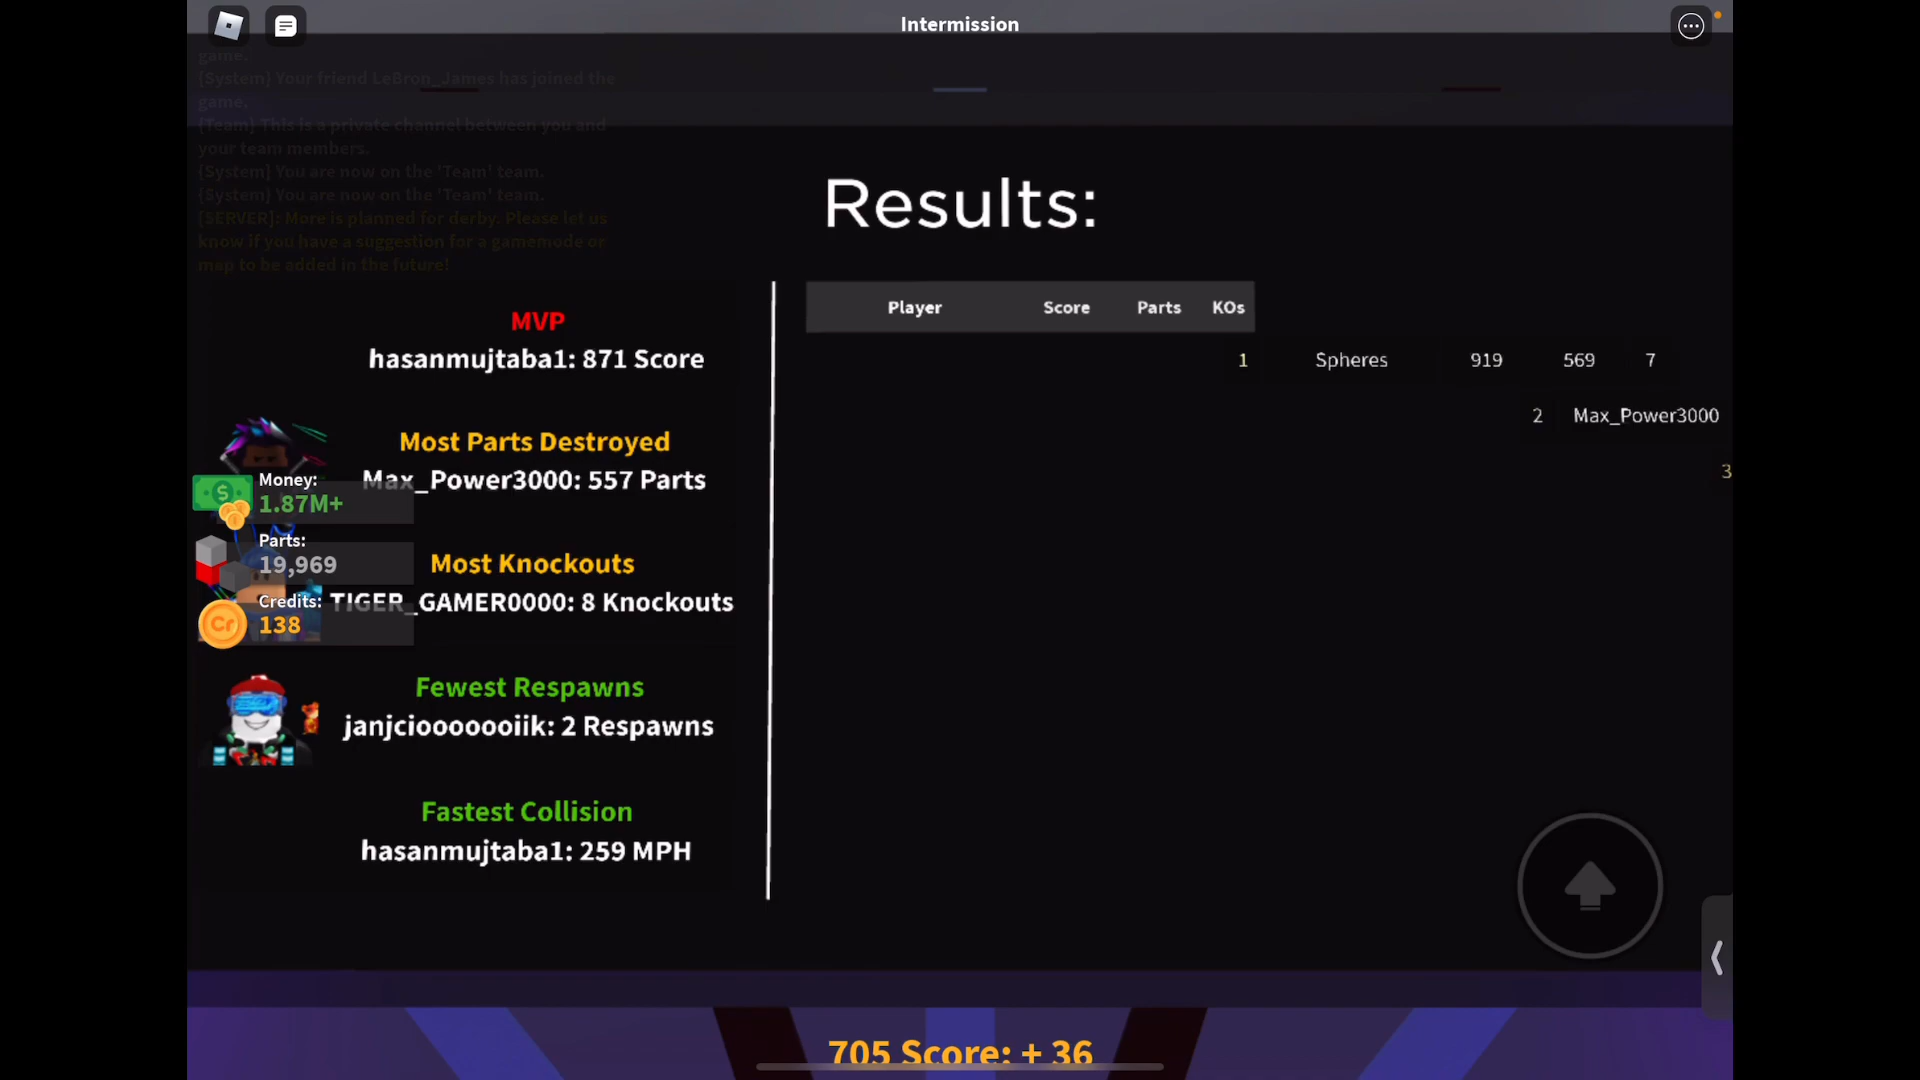 Intermission
game.
{System} Your friend LeBron_James has joined the
game.
{Team} This is a private channel between you and
your team members.
{System} You are now on the 'Team' team.
{System} You are now on the 'Team' team.
[SERVER]: More is planned for derby. Please let us
know if you have a suggestion for a gamemode or
map to be added in the future!
Results:
MVP
hasanmujtaba1: 871 Score
Most Parts Destroyed
Max_Power3000: 557 Parts
Money:
1.87M+
Parts:
19,969
Most Knockouts
TIGER_GAMER0000: 8 Knockouts
Credits:
Cr
138
Fewest Respawns
janjciooooooiik: 2 Respawns
Fastest Collision
hasanmujtaba1: 259 MPH
Player Score Parts KOs
1 Spheres 919 569 7
2 Max_Power3000
3
705 Score: + 36